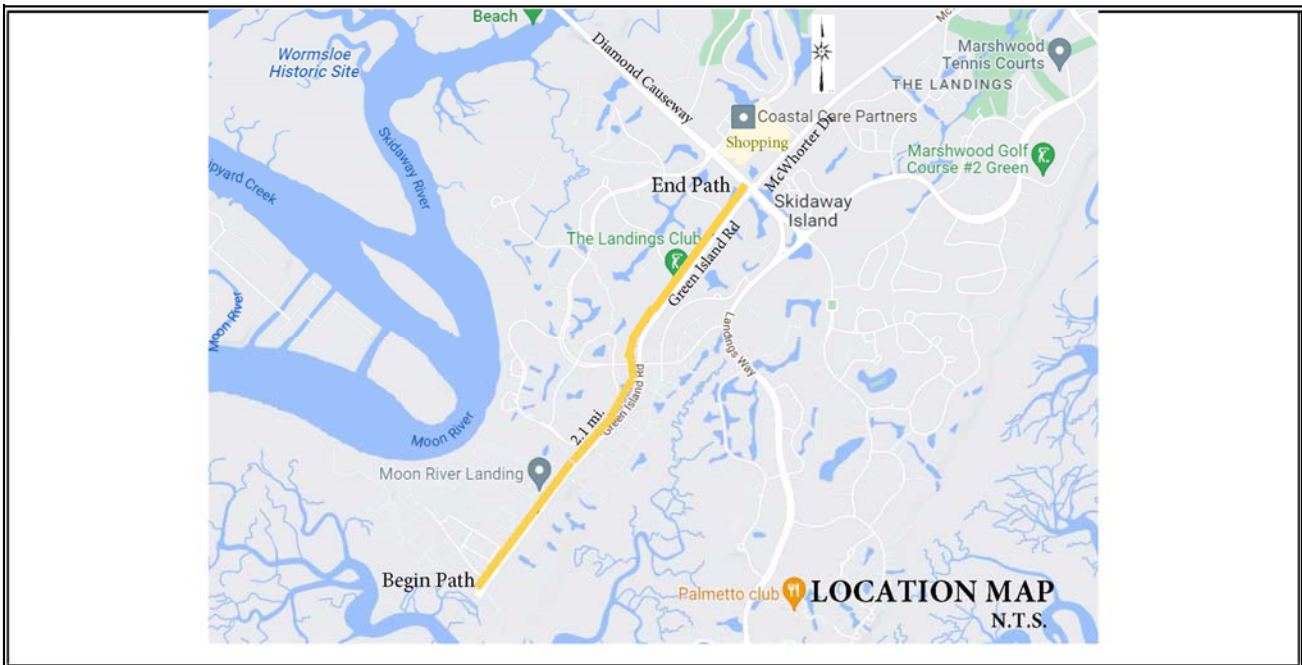 Beach
Wormsloe
Historic Site
Diamond Causeway
Mc
Marshwood
Tennis Courts
THE LANDINGS
Coastal Care Partners
Shopping
McWhorter Dr
Marshwood Golf
Course #2 Green
Skidaway River
ipyard Creek
End Path
Skidaway
Island
The Landings Club
Green Island Rd
Moon River
Landings Way
Green Island Rd
2.1 mi.
Moon River
Moon River Landing
Begin Path
Palmetto club
LOCATION MAP
N.T.S.